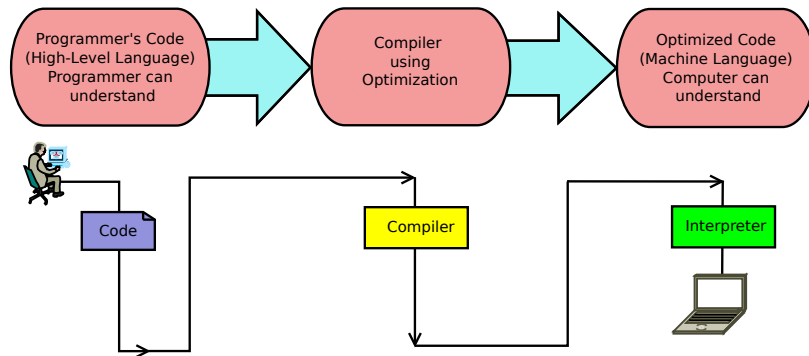 Programmer's Code
(High-Level Language)
Programmer can
understand
Compiler
using
Optimization
Optimized Code
(Machine Language)
Computer can
understand
Code
Compiler
Interpreter